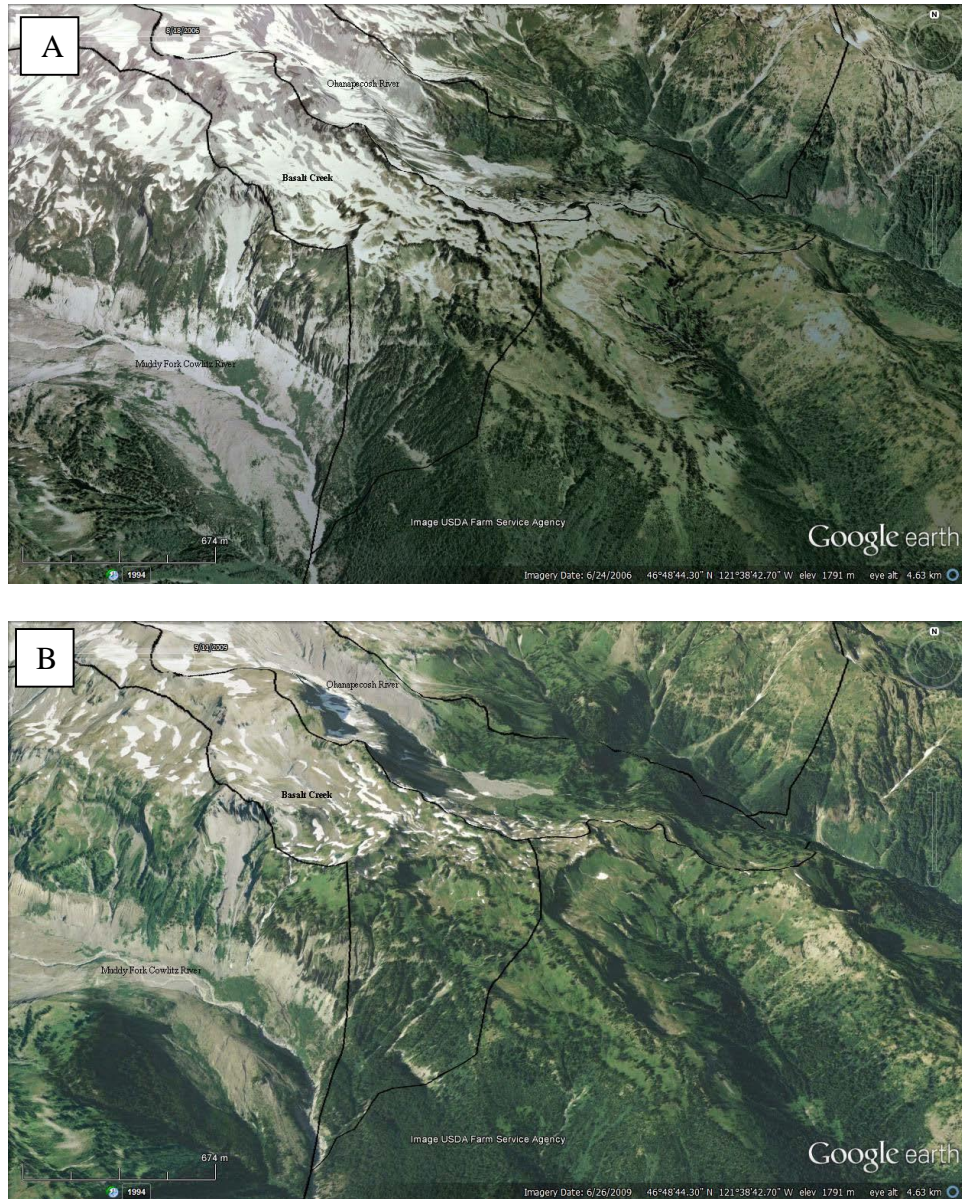 A
N
Ohanapecosh River
Basalt Creek
Muddy Fork Cowlitz River
Image USDA Farm Service Agency
Google earth
674 m
1994
Imagery Date: 6/24/2006 46°48'44.30" N 121°38'42.70" W elev 1791 m eye alt 4.63 km
B
N
Ohanapecosh River
Basalt Creek
Muddy Fork Cowlitz River
Image USDA Farm Service Agency
Google earth
674 m
1994
Imagery Date: 6/26/2009 46°48'44.30" N 121°38'42.70" W elev 1791 m eye alt 4.63 km